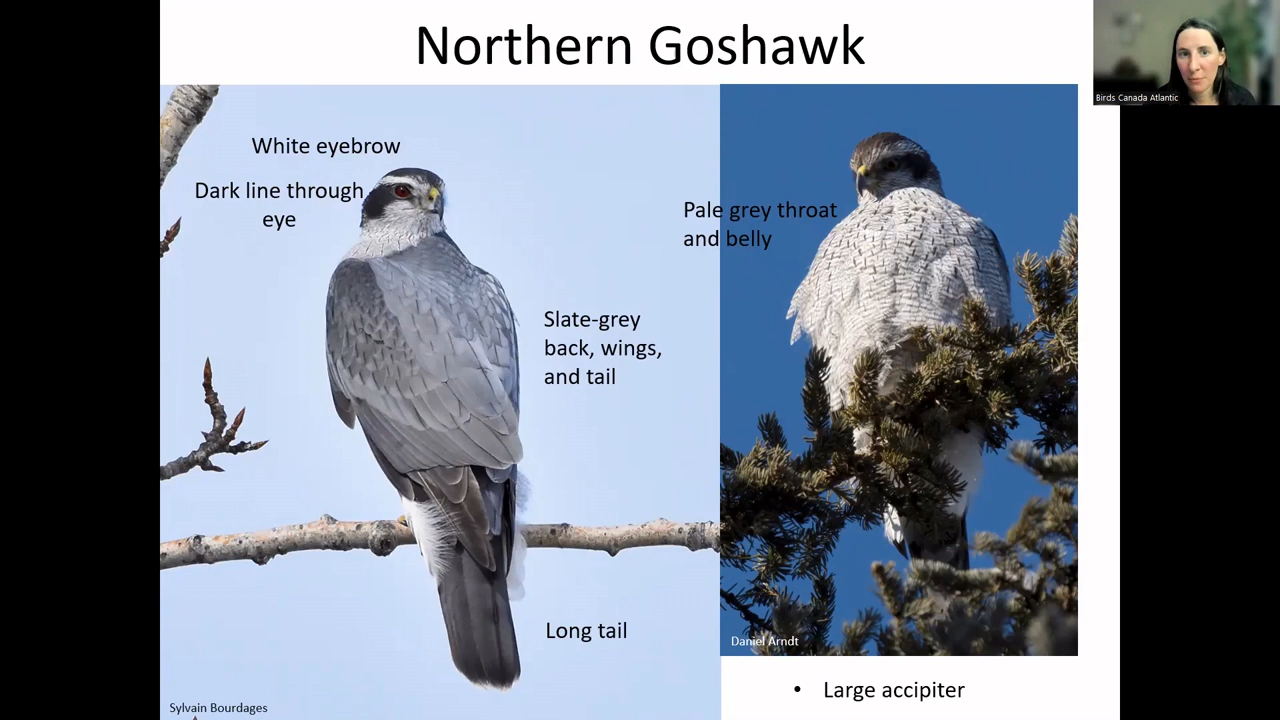 Northern Goshawk
Birds Canada Atlantic
White eyebrow
Dark line through
eye
Pale grey throat
and belly
Slate-grey
back, wings,
and tail
Long tail
Daniel Arndt
• Large accipiter
Sylvain Bourdages